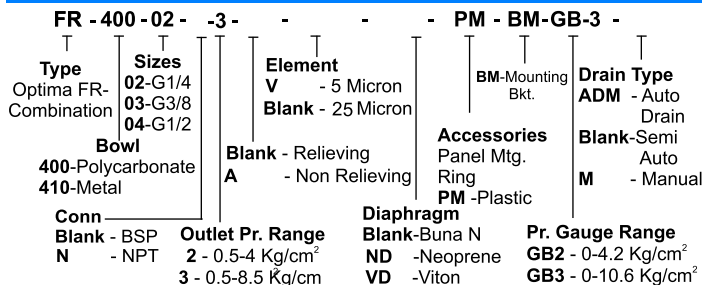 FR - 400 - 02 -   -3 -   -   -   -   - PM - BM-GB-3 -
Type
Optima FR-
Combination
Sizes
02-G1/4
03-G3/8
04-G1/2
Bowl
400-Polycarbonate
410-Metal
Conn
Blank - BSP
N - NPT
Element
V - 5 Micron
Blank - 25 Micron
Blank - Relieving
A - Non Relieving
Outlet Pr. Range
2 - 0.5-4 Kg/cm²
3 - 0.5-8.5 Kg/cm²
Diaphragm
Blank-Buna N
ND -Neoprene
VD -Viton
Accessories
Panel Mtg.
Ring
PM -Plastic
BM-Mounting
Bkt.
Drain Type
ADM - Auto
Drain
Blank-Semi
Auto
M - Manual
Pr. Gauge Range
GB2 - 0-4.2 Kg/cm²
GB3 - 0-10.6 Kg/cm²